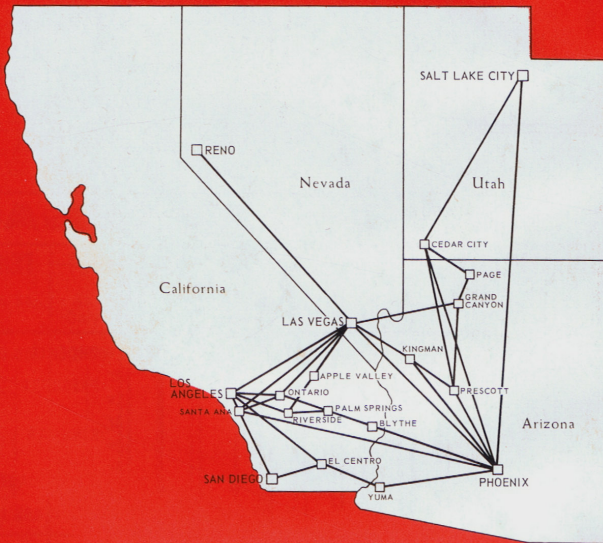 SALT LAKE CITY
RENO
Nevada
Utah
CEDAR CITY
PAGE
California
GRAND
CANYON
LAS VEGAS
KINGMAN
APPLE VALLEY
LOS
ANGELES
ONTARIO
PRESCOTT
SANTA ANA
PALM SPRINGS
RIVERSIDE
BLYTHE
Arizona
EL CENTRO
SAN DIEGO
PHOENIX
YUMA